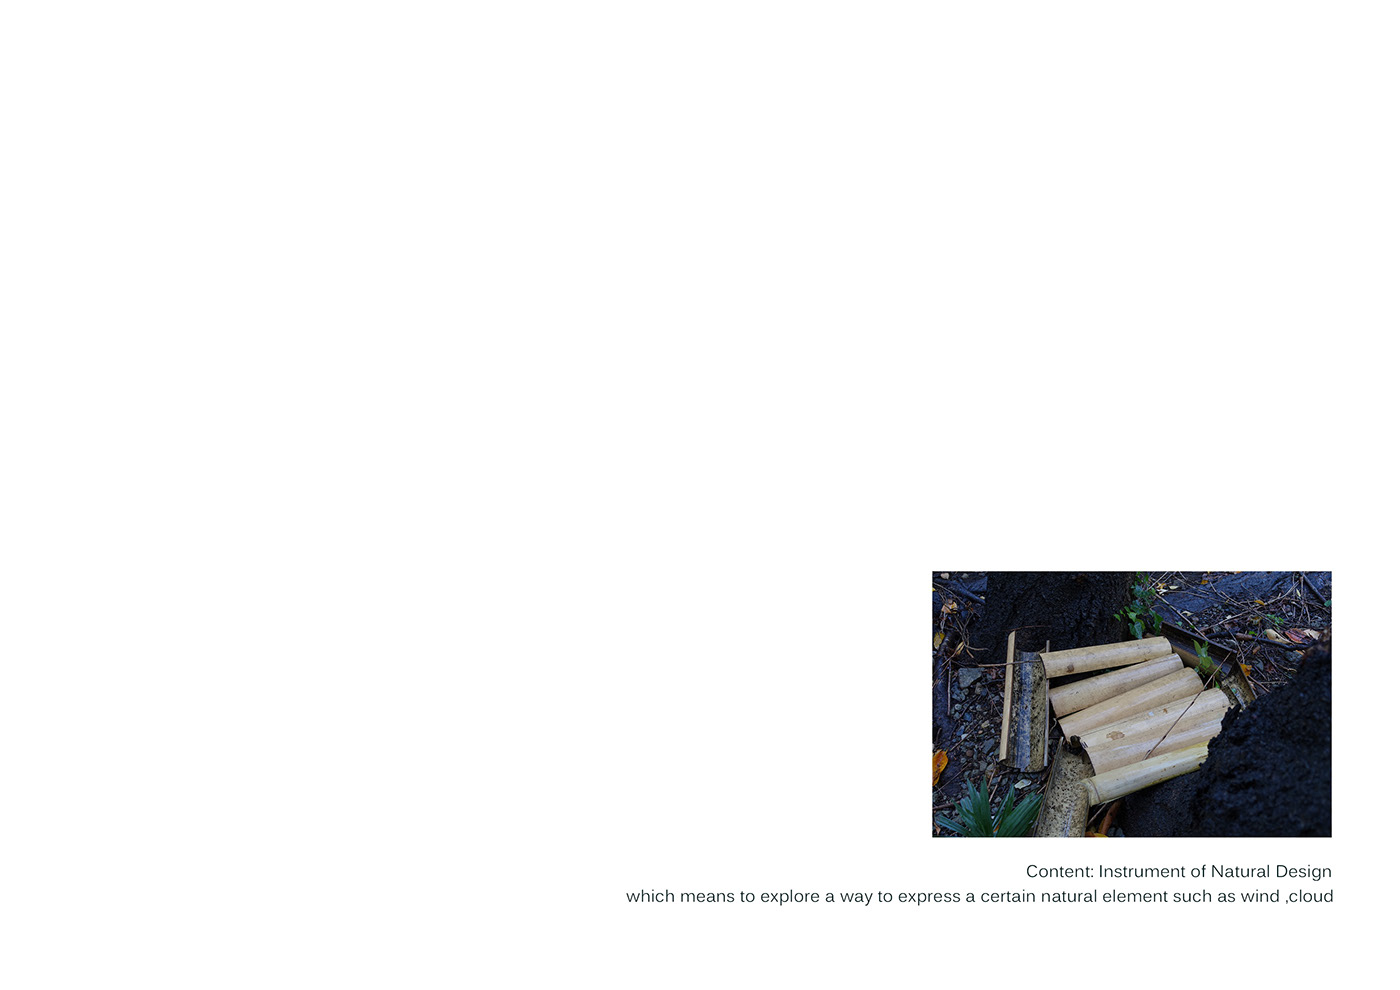 Content: Instrument of Natural Design
which means to explore a way to express a certain natural element such as wind ,cloud